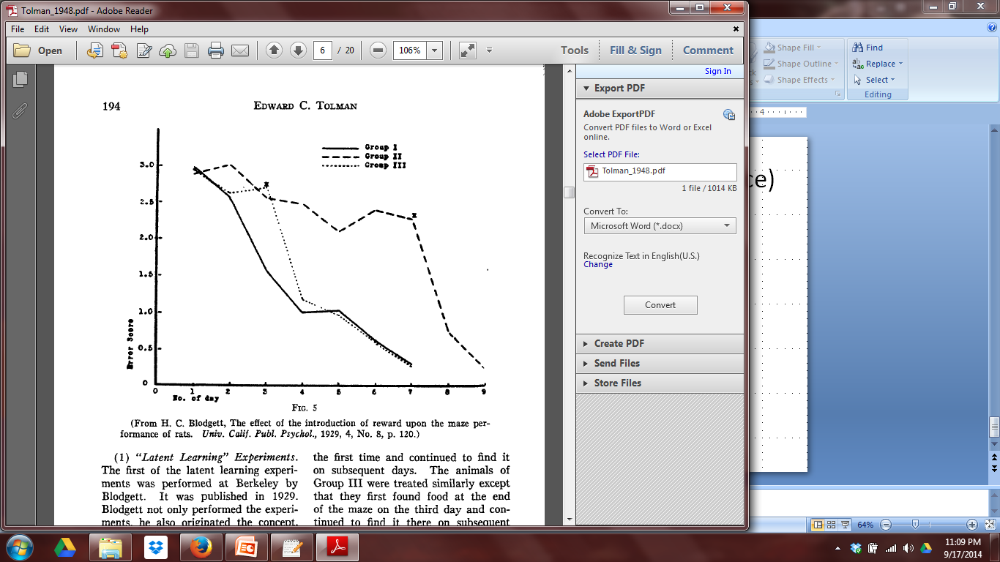 Tolman_1948.pdf - Adobe Reader
File Edit View Window Help
Open 6 / 20 106% Tools Fill & Sign Comment
Sign In
194 EDWARD C. TOLMAN
Group I
Group II
Group III
3.0
2.5
2.0
1.5
1.0
0.5
0
Error Score
x
x
1 2 3 4 5 6 7 8 9
No. of day
FIG. 5
(From H. C. Blodgett, The effect of the introduction of reward upon the maze per-
formance of rats. Univ. Calif. Publ. Psychol., 1929, 4, No. 8, p. 120.)
(1) "Latent Learning" Experiments.
The first of the latent learning experi-
ments was performed at Berkeley by
Blodgett. It was published in 1929.
Blodgett not only performed the experi-
ments, he also originated the concept.
the first time and continued to find it
on subsequent days. The animals of
Group III were treated similarly except
that they first found food at the end
of the maze on the third day and con-
tinued to find it there on subsequent
Export PDF
Adobe ExportPDF
Convert PDF files to Word or Excel
online.
Select PDF File:
Tolman_1948.pdf
1 file / 1014 KB
Convert To:
Microsoft Word (*.docx)
Recognize Text in English(U.S.)
Change
Convert
Create PDF
Send Files
Store Files
Shape Fill
Shape Outline
Shape Effects
Find
Replace
Select
Editing
4
ce)
64%
11:09 PM
9/17/2014